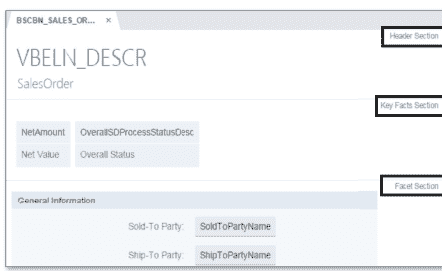 BSCBN_SALES_OR... ×
Header Section
VBELN_DESCR
SalesOrder
Key Facts Section
NetAmount OverallSDProcessStatusDesc
Net Value Overall Status
Facet Section
General Information
Sold-To Party: SoldToPartyName
Ship-To Party: ShipToPartyName